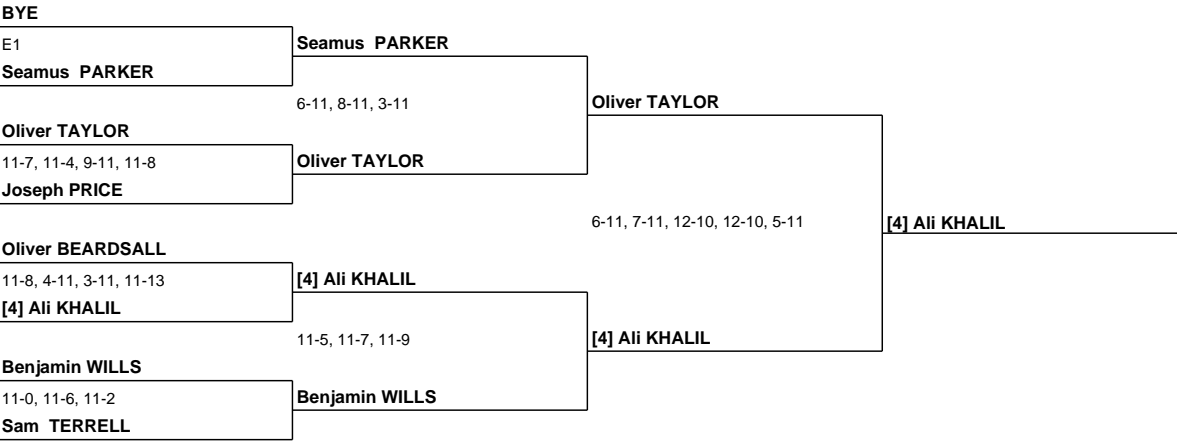 BYE
E1
Seamus PARKER
Seamus PARKER
6-11, 8-11, 3-11
Oliver TAYLOR
Oliver TAYLOR
11-7, 11-4, 9-11, 11-8
Oliver TAYLOR
Joseph PRICE
6-11, 7-11, 12-10, 12-10, 5-11
[4] Ali KHALIL
Oliver BEARDSALL
11-8, 4-11, 3-11, 11-13
[4] Ali KHALIL
[4] Ali KHALIL
11-5, 11-7, 11-9
[4] Ali KHALIL
Benjamin WILLS
11-0, 11-6, 11-2
Benjamin WILLS
Sam TERRELL